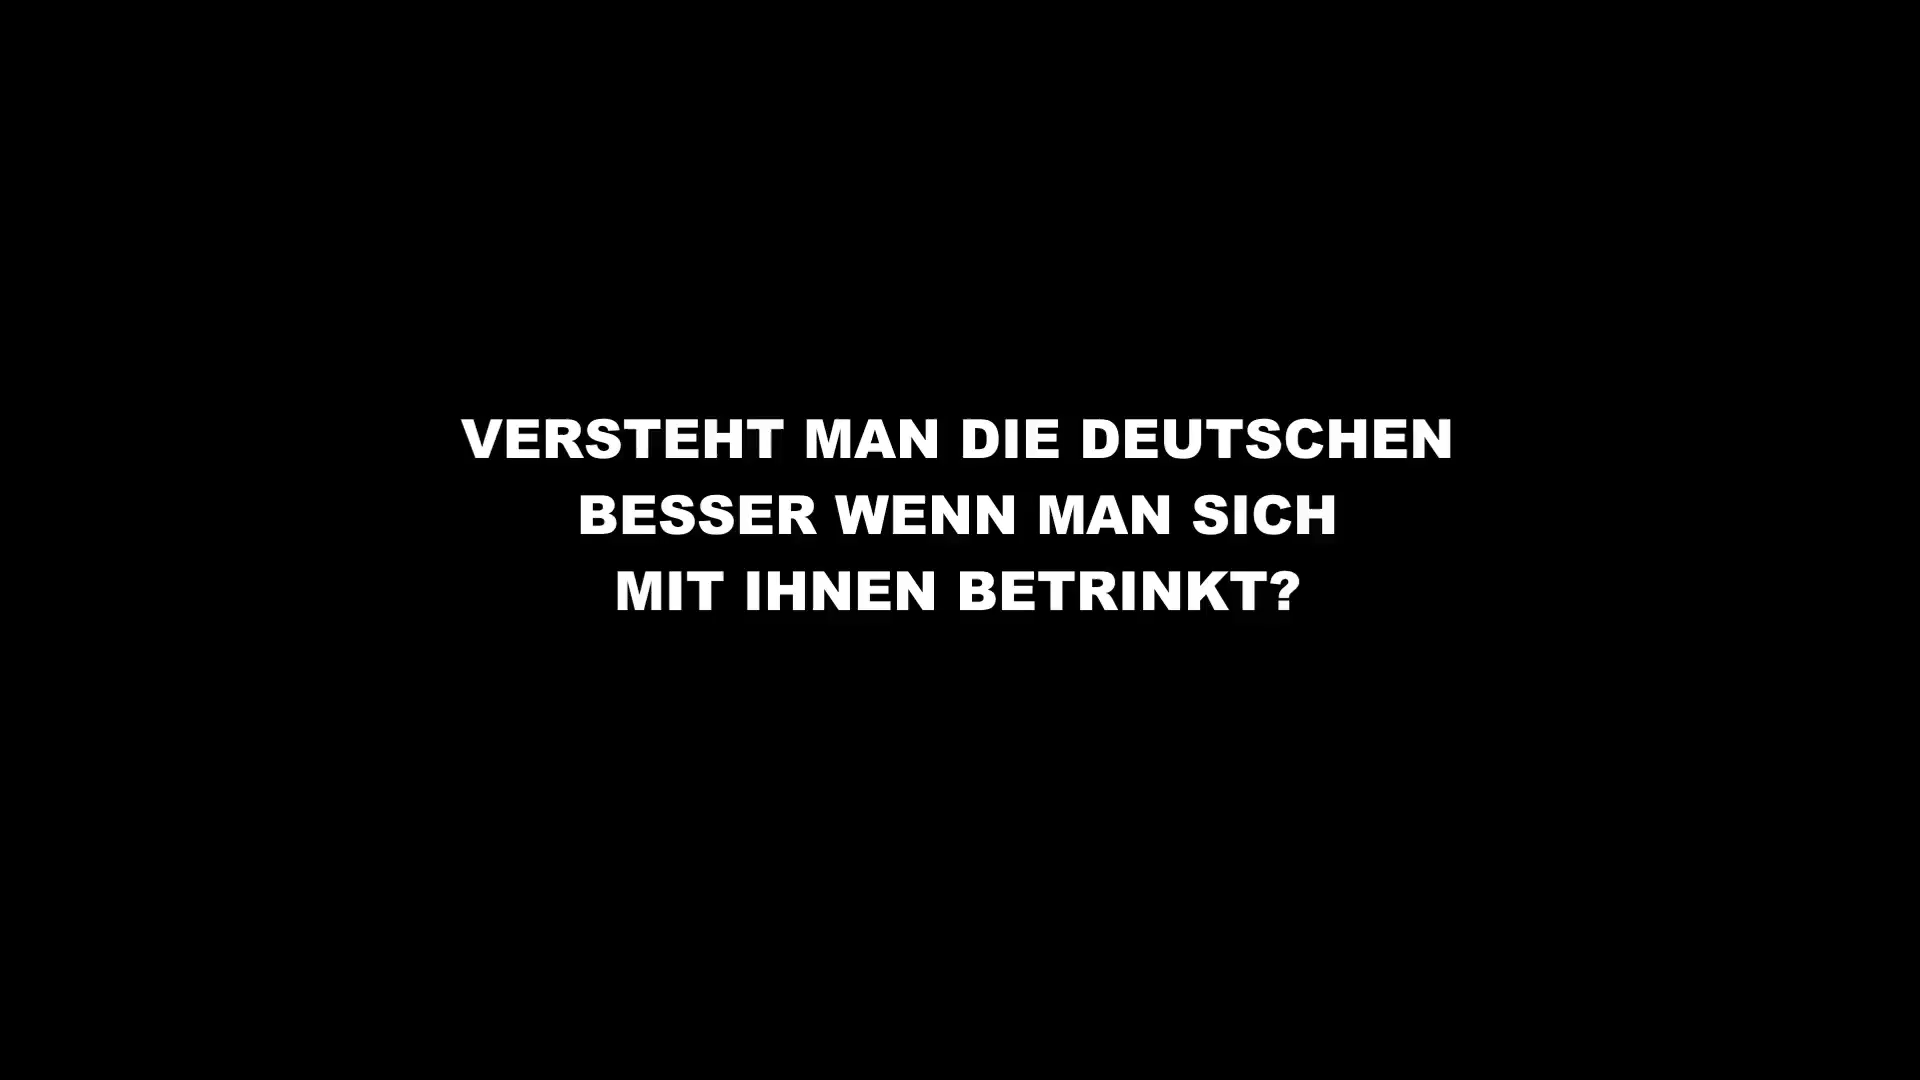 VERSTEHT MAN DIE DEUTSCHEN
BESSER WENN MAN SICH
MIT IHNEN BETRINKT?